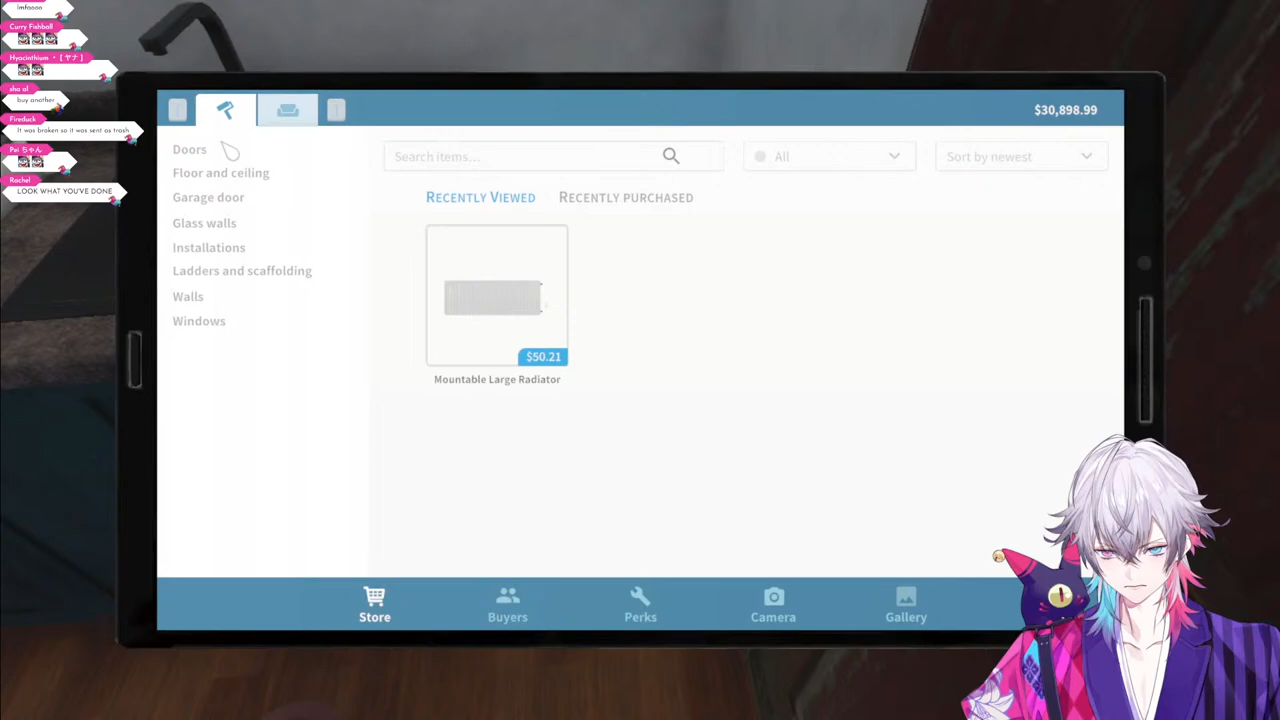 imfaoon
Curry Fishball
Hyacinthium ・ [ ヤナ ]
sha al
buy another
Fireduck
It was broken so it was sent as trash
Pei ちゃん
Rachel
LOOK WHAT YOU'VE DONE
$30,898.99
Doors
Floor and ceiling
Garage door
Glass walls
Installations
Ladders and scaffolding
Walls
Windows
Search items...
All
Sort by newest
RECENTLY VIEWED
RECENTLY PURCHASED
$50.21
Mountable Large Radiator
Store
Buyers
Perks
Camera
Gallery